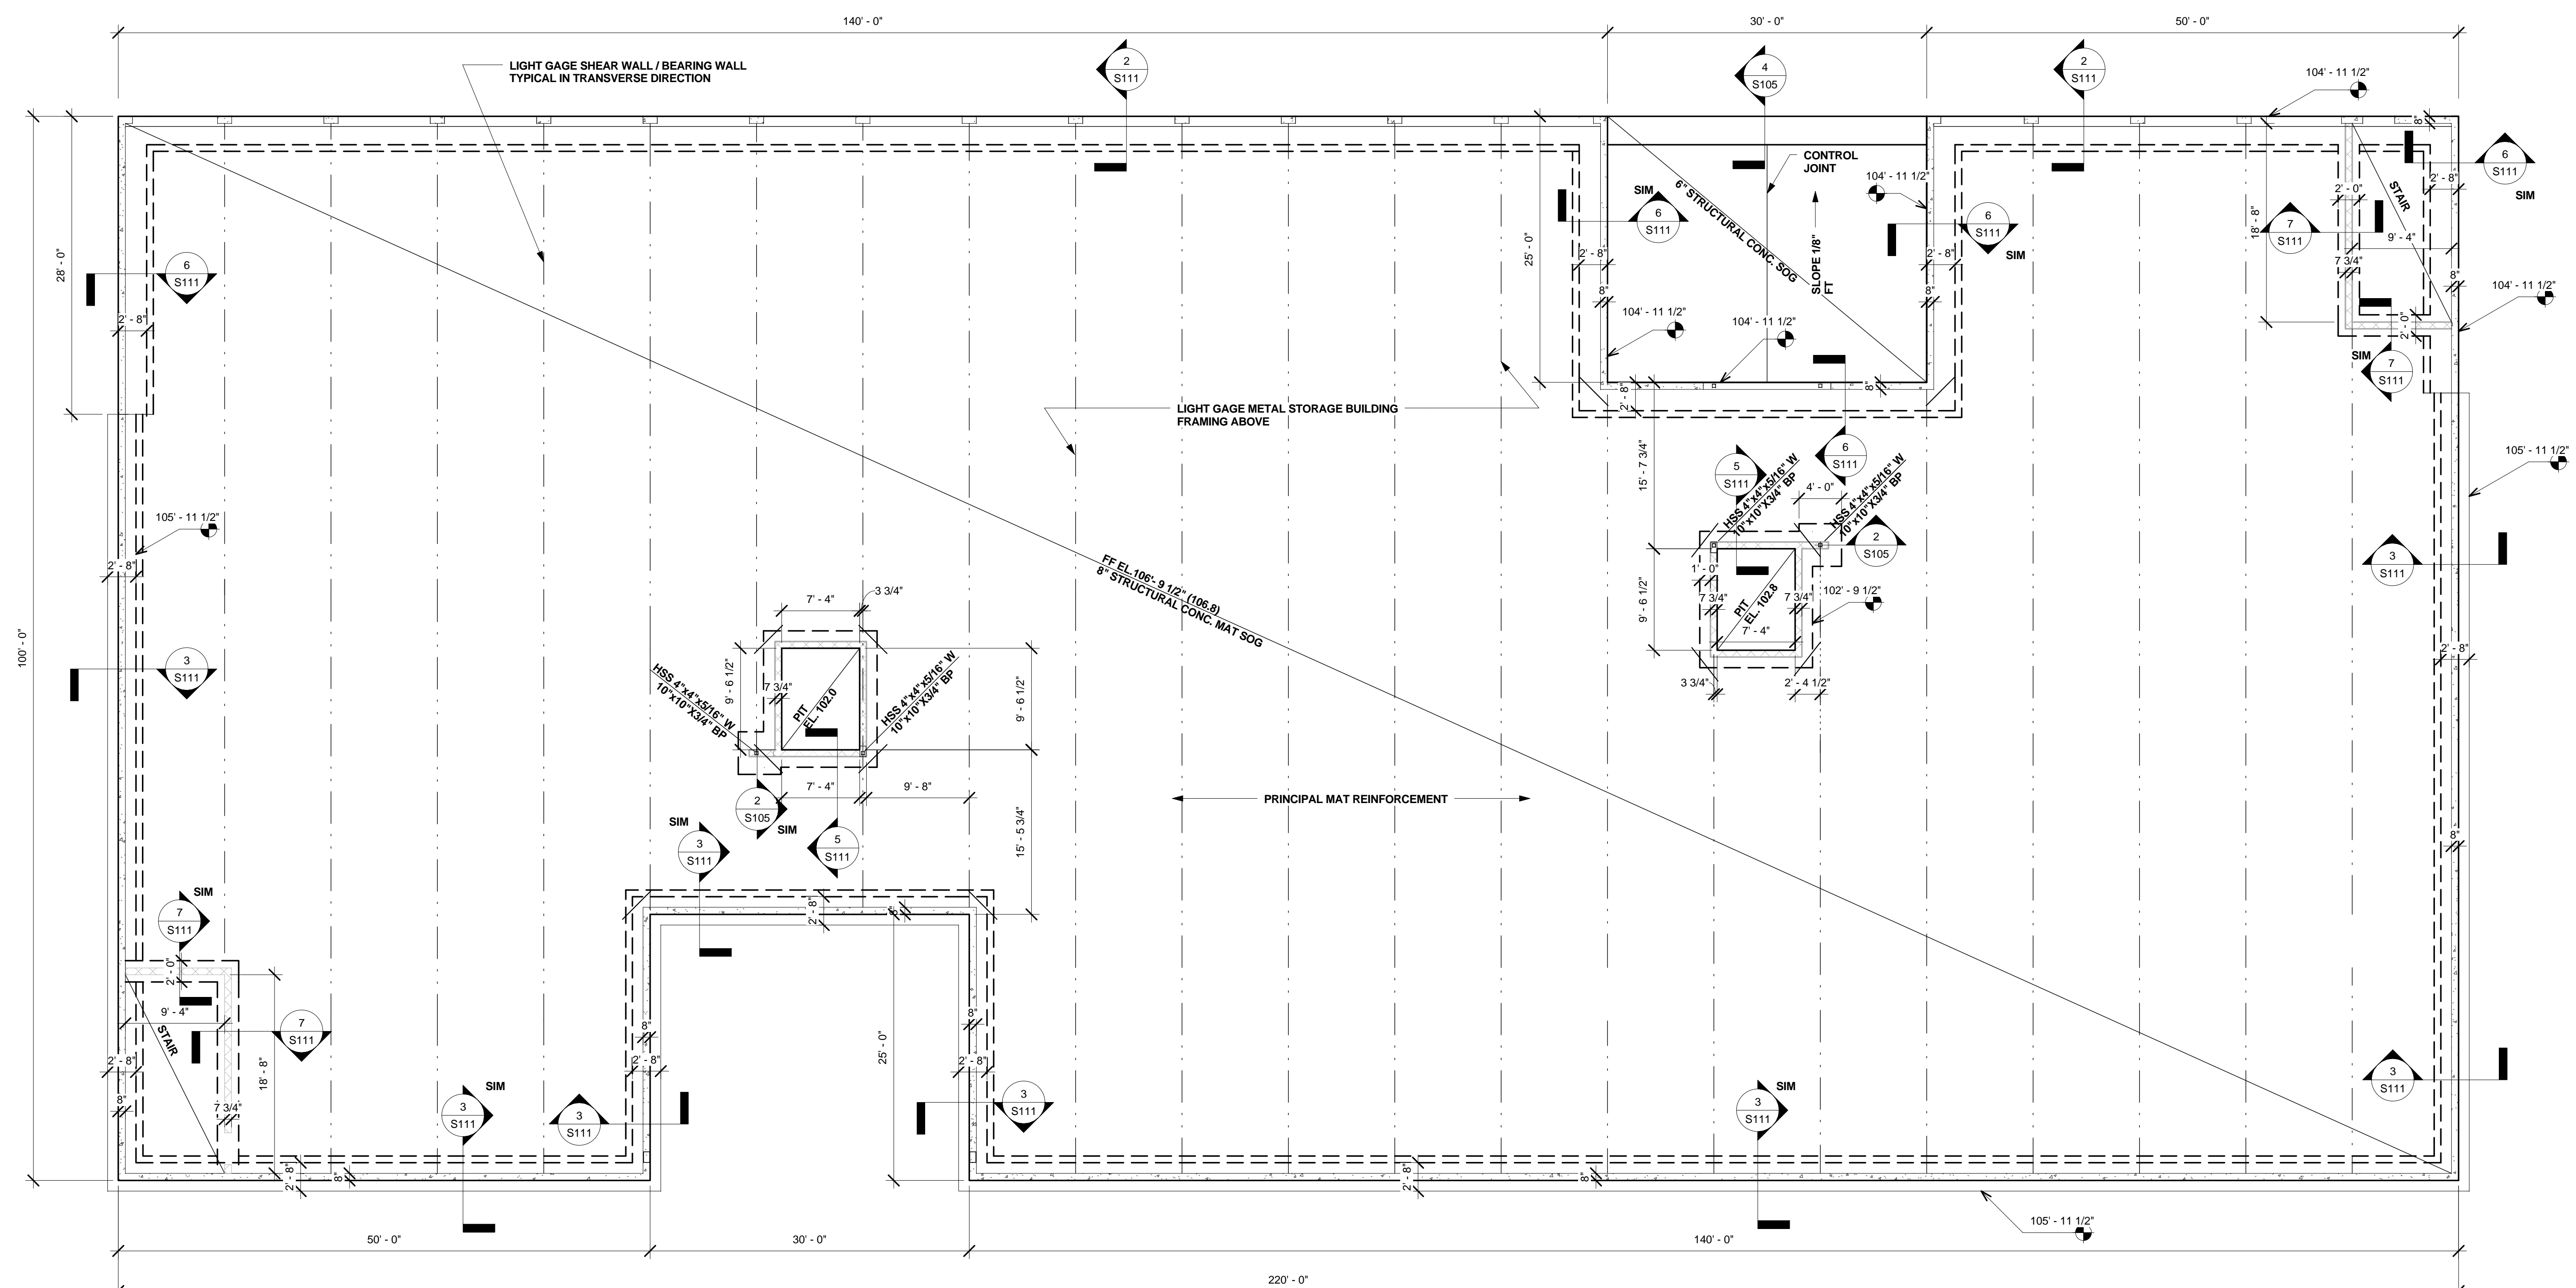 140' - 0"
30' - 0"
50' - 0"
LIGHT GAGE SHEAR WALL / BEARING WALL
TYPICAL IN TRANSVERSE DIRECTION
2
S111
4
S105
2
S111
104' - 11 1/2"
8"
6
S111
SIM
28' - 0"
25' - 0"
CONTROL
JOINT
104' - 11 1/2"
6" STRUCTURAL CONC. SOG
SLOPE 1/8"
FT
SIM
6
S111
6
S111
SIM
2' - 8"
2' - 8"
8"
8"
104' - 11 1/2"
104' - 11 1/2"
2' - 0"
STAIR
2' - 8"
18' - 8"
7
S111
9' - 4"
7 3/4"
8"
104' - 11 1/2"
2' - 0"
SIM
7
S111
6
S111
2' - 8"
2' - 8"
8"
LIGHT GAGE METAL STORAGE BUILDING
FRAMING ABOVE
15' - 7 3/4"
5
S111
HSS 4"x4"x5/16" W
10"x10"X3/4" BP
6
S111
4' - 0"
HSS 4"x4"x5/16" W
10"x10"X3/4" BP
2
S105
105' - 11 1/2"
105' - 11 1/2"
2' - 8"
100' - 0"
FF EL.106'- 9 1/2" (106.8)
8" STRUCTURAL CONC. MAT SOG
1' - 0"
9' - 6 1/2"
7 3/4"
PIT
EL. 102.8
7 3/4"
102' - 9 1/2"
7' - 4"
3 3/4"
2' - 4 1/2"
3
S111
2' - 8"
7' - 4"
3 3/4"
3
S111
HSS 4"x4"x5/16" W
10"x10"X3/4" BP
9' - 6 1/2"
7 3/4"
PIT
EL. 102.0
HSS 4"x4"x5/16" W
10"x10"X3/4" BP
9' - 6 1/2"
7' - 4"
9' - 8"
PRINCIPAL MAT REINFORCEMENT
2
S105
SIM
SIM
3
S111
5
S111
15' - 5 3/4"
8"
SIM
7
S111
2' - 8"
8"
2' - 0"
9' - 4"
STAIR
7
S111
18' - 8"
2' - 8"
8"
7 3/4"
8"
2' - 8"
25' - 0"
8"
2' - 8"
SIM
3
S111
3
S111
3
S111
3
S111
SIM
3
S111
2' - 8"
8"
2' - 8"
8"
105' - 11 1/2"
50' - 0"
30' - 0"
140' - 0"
220' - 0"